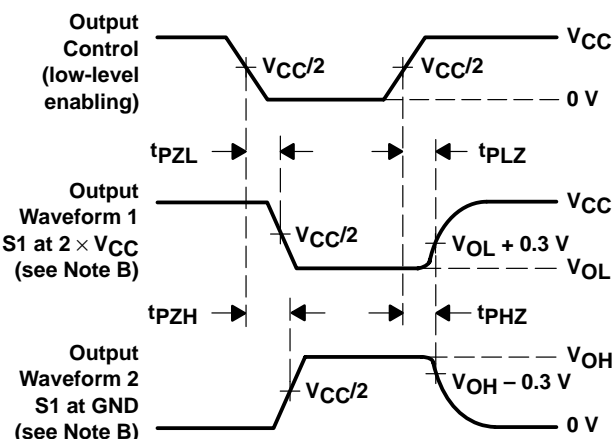 Output
Control
(low-level
enabling)
VCC/2
VCC/2
VCC
0 V
tPZL
tPLZ
Output
Waveform 1
S1 at 2 × VCC
(see Note B)
VCC/2
VCC
VOL + 0.3 V
VOL
tPZH
tPHZ
Output
Waveform 2
S1 at GND
(see Note B)
VCC/2
VOH
VOH − 0.3 V
0 V